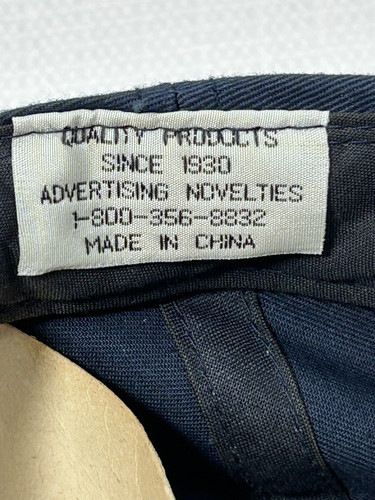 QUALITY PRODUCTS
SINCE 1930
ADVERTISING NOVELTIES
1-800-356-8832
MADE IN CHINA